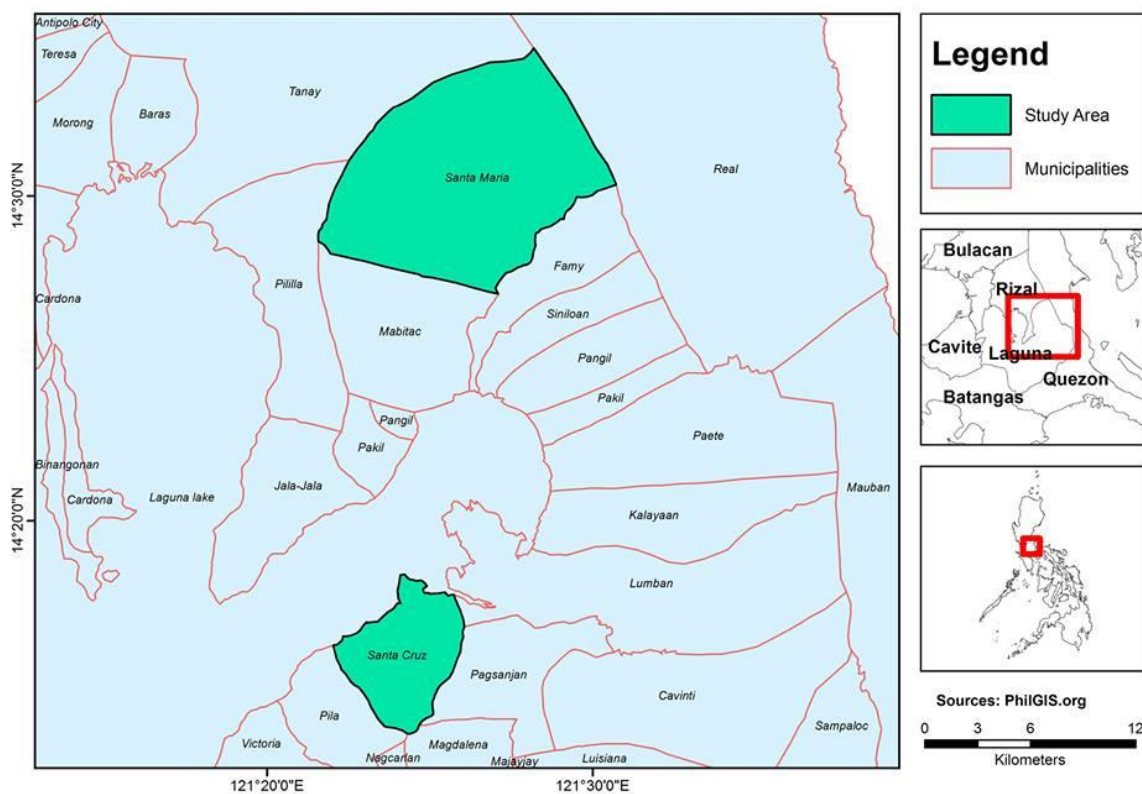 Antipolo City
Teresa
Tanay
Morong
Baras
Santa Maria
Real
14°30'0"N
Famy
Cardona
Pililla
Siniloan
Mabitac
Pangil
Pakil
Pangil
Paete
Pakil
Binangonan
Cardona
Laguna lake
Jala-Jala
Mauban
Kalayaan
14°20'0"N
Lumban
Santa Cruz
Pagsanjan
Cavinti
Pila
Sampaloc
Victoria
Nagcarlan
Magdalena
Majayjay
Luisiana
121°20'0"E
121°30'0"E
Legend
Study Area
Municipalities
Bulacan
Rizal
Cavite
Laguna
Quezon
Batangas
Sources: PhilGIS.org
0 3 6 12
Kilometers